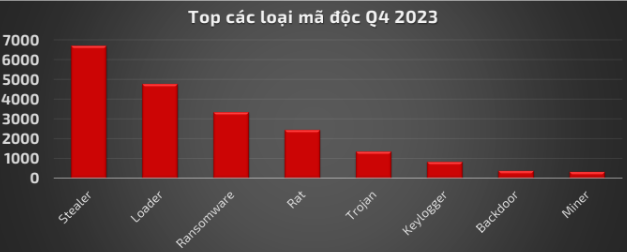 Top các loại mã độc Q4 2023
7000
6000
5000
4000
3000
2000
1000
0
Stealer
Loader
Ransomware
Rat
Trojan
Keylogger
Backdoor
Miner